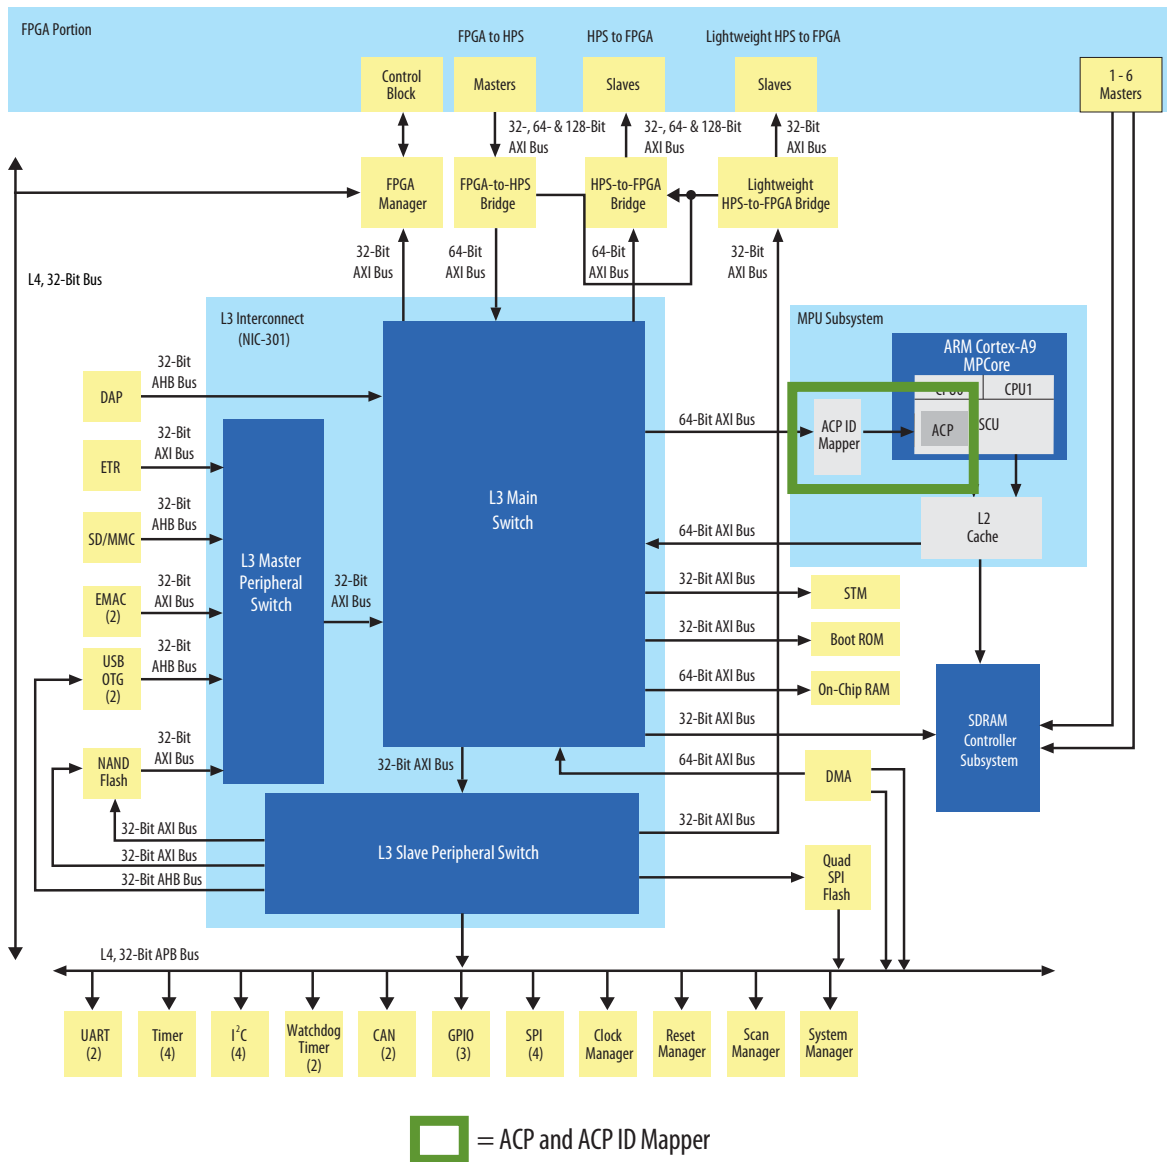 FPGA Portion
FPGA to HPS
HPS to FPGA
Lightweight HPS to FPGA
Control
Block
Masters
Slaves
Slaves
1 - 6
Masters
32-, 64- & 128-Bit
AXI Bus
32-, 64- & 128-Bit
AXI Bus
32-Bit
AXI Bus
FPGA
Manager
FPGA-to-HPS
Bridge
HPS-to-FPGA
Bridge
Lightweight
HPS-to-FPGA Bridge
32-Bit
AXI Bus
64-Bit
AXI Bus
64-Bit
AXI Bus
32-Bit
AXI Bus
L4, 32-Bit Bus
L3 Interconnect
(NIC-301)
MPU Subsystem
ARM Cortex-A9
MPCore
CPU0
CPU1
ACP ID
Mapper
ACP
SCU
L2
Cache
DAP
32-Bit
AHB Bus
ETR
32-Bit
AXI Bus
SD/MMC
32-Bit
AHB Bus
EMAC
(2)
32-Bit
AXI Bus
USB
OTG
(2)
32-Bit
AHB Bus
NAND
Flash
32-Bit
AXI Bus
L3 Master
Peripheral
Switch
32-Bit
AXI Bus
L3 Main
Switch
64-Bit AXI Bus
64-Bit AXI Bus
32-Bit AXI Bus
STM
32-Bit AXI Bus
Boot ROM
64-Bit AXI Bus
On-Chip RAM
32-Bit AXI Bus
SDRAM
Controller
Subsystem
64-Bit AXI Bus
DMA
32-Bit AXI Bus
32-Bit AXI Bus
32-Bit AXI Bus
32-Bit AXI Bus
32-Bit AHB Bus
L3 Slave Peripheral Switch
Quad
SPI
Flash
L4, 32-Bit APB Bus
UART
(2)
Timer
(4)
I2C
(4)
Watchdog
Timer
(2)
CAN
(2)
GPIO
(3)
SPI
(4)
Clock
Manager
Reset
Manager
Scan
Manager
System
Manager
= ACP and ACP ID Mapper